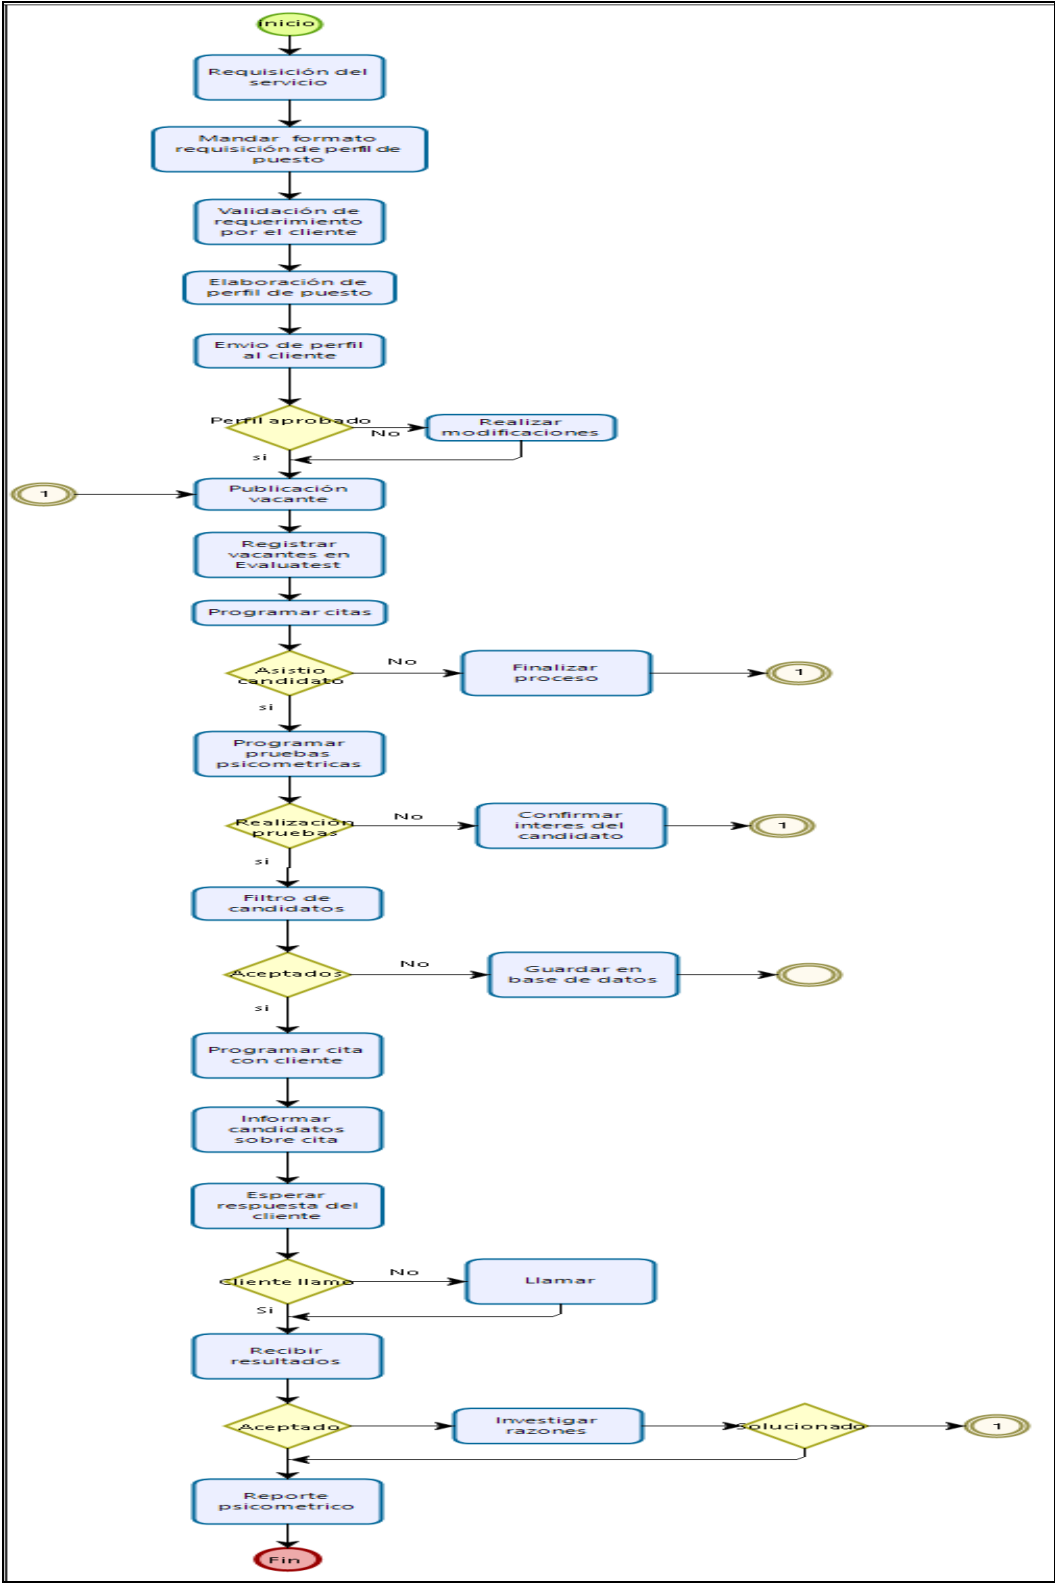 inicio
Requisición del
servicio
Mandar formato
requisición de perfil de
puesto
Validación de
requerimiento
por el cliente
Elaboración de
perfil de puesto
Envio de perfil
al cliente
Perfil aprobado
No
Realizar
modificaciones
si
1
Publicación
vacante
Registrar
vacantes en
Evaluatest
Programar citas
Asistio
candidato
No
Finalizar
proceso
1
si
Programar
pruebas
psicometricas
Realización
pruebas
No
Confirmar
interes del
candidato
1
si
Filtro de
candidatos
Aceptados
No
Guardar en
base de datos
si
Programar cita
con cliente
Informar
candidatos
sobre cita
Esperar
respuesta del
cliente
Cliente llamo
No
Llamar
Si
Recibir
resultados
Aceptado
Investigar
razones
Solucionado
1
Reporte
psicometrico
Fin